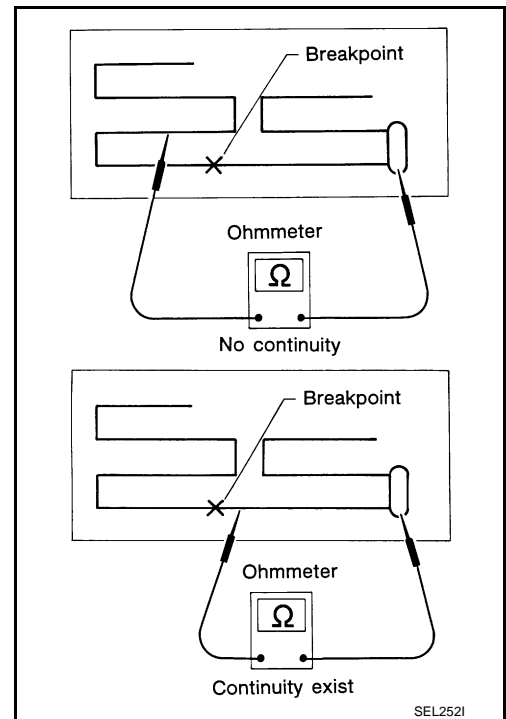 Breakpoint
Ohmmeter
Ω
No continuity
Breakpoint
Ohmmeter
Ω
Continuity exist
SEL252I